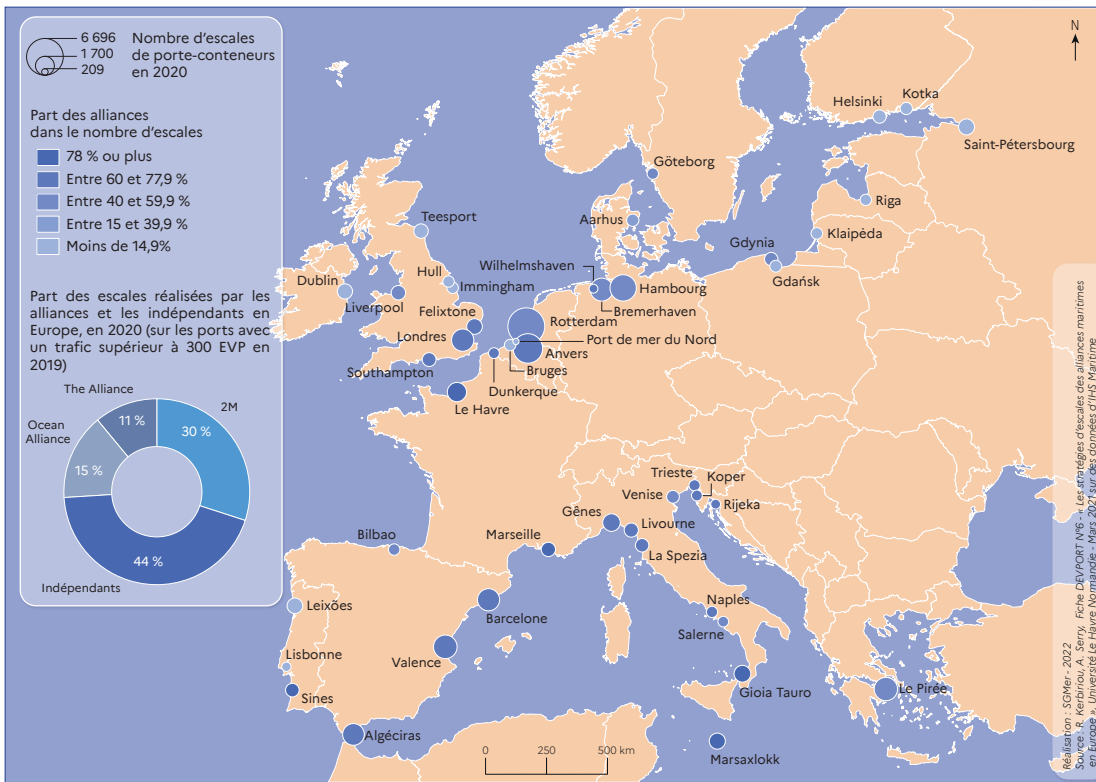 6 696
1 700
209
Nombre d'escales
de porte-conteneurs
en 2020
Part des alliances
dans le nombre d'escales
78 % ou plus
Entre 60 et 77,9 %
Entre 40 et 59,9 %
Entre 15 et 39,9 %
Moins de 14,9%
Part des escales réalisées par les
alliances et les indépendants en
Europe, en 2020 (sur les ports avec
un trafic supérieur à 300 EVP en
2019)
The Alliance
11 %
2M
30 %
Ocean
Alliance
15 %
44 %
Indépendants
N
Helsinki
Kotka
Saint-Pétersbourg
Göteborg
Riga
Aarhus
Klaipėda
Teesport
Gdynia
Gdańsk
Wilhelmshaven
Hull
Immingham
Dublin
Liverpool
Hambourg
Bremerhaven
Felixtone
Rotterdam
Londres
Port de mer du Nord
Anvers
Southampton
Bruges
Dunkerque
Le Havre
Trieste
Koper
Venise
Rijeka
Gênes
Livourne
Marseille
La Spezia
Bilbao
Leixões
Barcelone
Naples
Salerne
Valence
Lisbonne
Sines
Gioia Tauro
Le Pirée
Algéciras
Marsaxlokk
0 250 500 km
Réalisation : SGMer - 2022
Source : R. Kerbiriou, A. Serry, Fiche DEVPORT N°6 - « Les stratégies d'escales des alliances maritimes
en Europe », Université Le Havre Normandie - Mars 2021 sur des données d'IHS Maritime